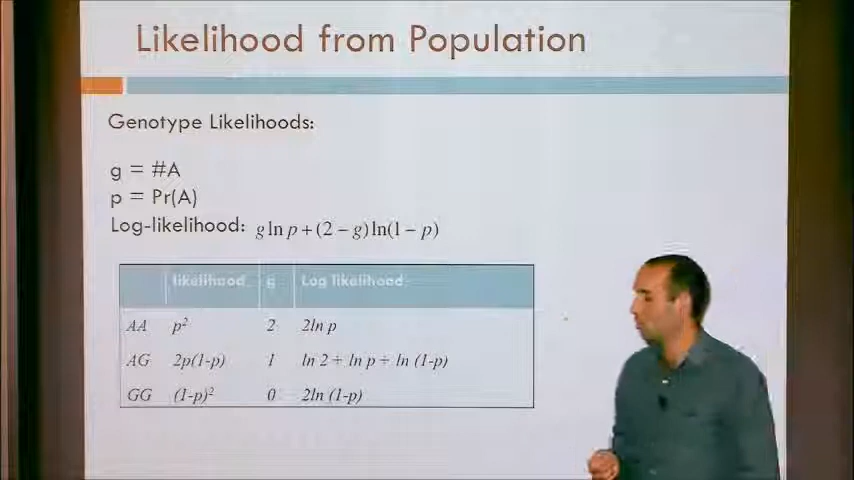 Likelihood from Population
Genotype Likelihoods:
g = #A
p = Pr(A)
Log-likelihood: g ln p + (2 − g) ln(1 − p)
likelihood g Log likelihood
AA p² 2 2ln p
AG 2p(1-p) 1 ln 2 + ln p + ln (1-p)
GG (1-p)² 0 2ln (1-p)